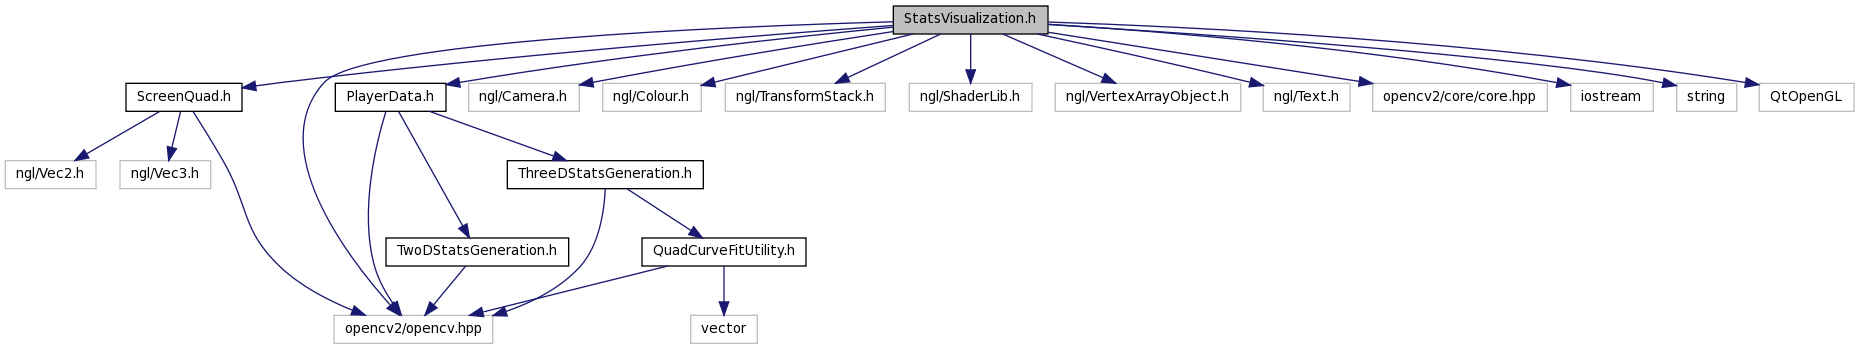 StatsVisualization.h
ScreenQuad.h
PlayerData.h
ngl/Camera.h
ngl/Colour.h
ngl/TransformStack.h
ngl/ShaderLib.h
ngl/VertexArrayObject.h
ngl/Text.h
opencv2/core/core.hpp
iostream
string
QtOpenGL
ngl/Vec2.h
ngl/Vec3.h
ThreeDStatsGeneration.h
TwoDStatsGeneration.h
QuadCurveFitUtility.h
opencv2/opencv.hpp
vector